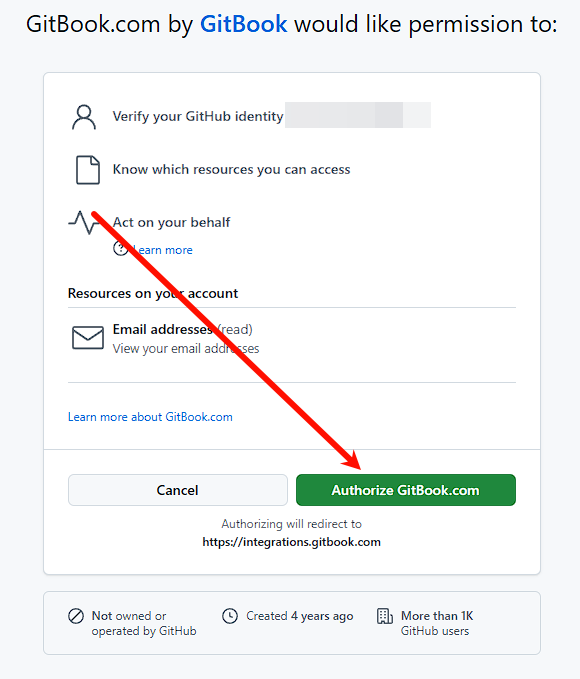 GitBook.com by GitBook would like permission to:
Verify your GitHub identity
Know which resources you can access
Act on your behalf
Learn more
Resources on your account
Email addresses (read)
View your email addresses
Learn more about GitBook.com
Cancel
Authorize GitBook.com
Authorizing will redirect to
https://integrations.gitbook.com
Not owned or
operated by GitHub
Created 4 years ago
More than 1K
GitHub users